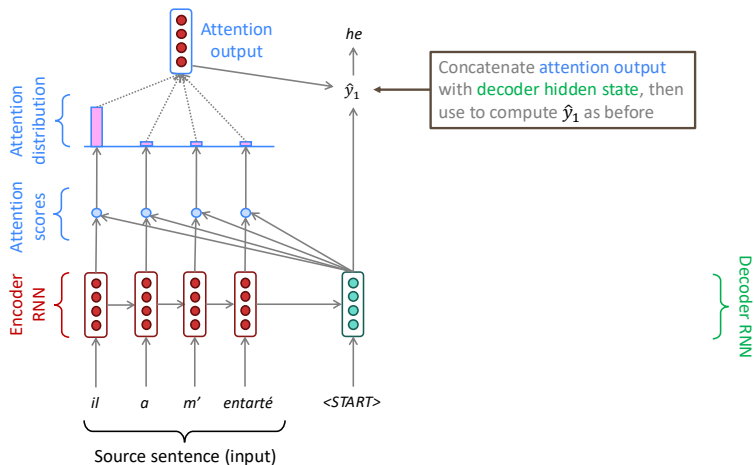 Attention
output
he
ŷ₁
Concatenate attention output
with decoder hidden state, then
use to compute ŷ₁ as before
Attention
distribution
Attention
scores
Encoder
RNN
Decoder RNN
il
a
m'
entarté
<START>
Source sentence (input)